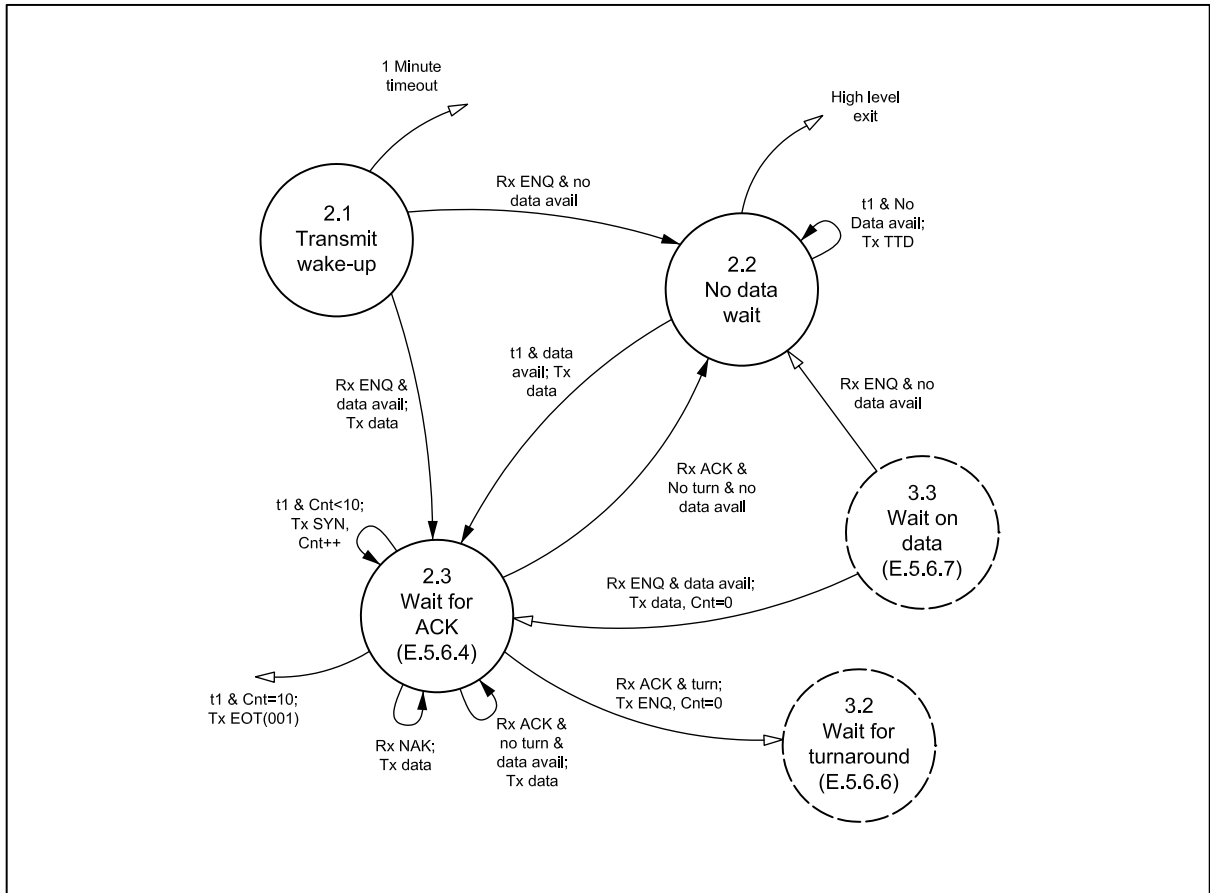 1 Minute
timeout
High level
exit
Rx ENQ & no
data avail
t1 & No
Data avail;
Tx TTD
2.1
Transmit
wake-up
2.2
No data
wait
t1 & data
avail; Tx
data
Rx ENQ &
data avail;
Tx data
Rx ENQ & no
data avail
Rx ACK &
No turn & no
data avail
t1 & Cnt<10;
Tx SYN,
Cnt++
3.3
Wait on
data
(E.5.6.7)
2.3
Wait for
ACK
(E.5.6.4)
Rx ENQ & data avail;
Tx data, Cnt=0
t1 & Cnt=10;
Tx EOT(001)
Rx NAK;
Tx data
Rx ACK &
no turn &
data avail;
Tx data
Rx ACK & turn;
Tx ENQ, Cnt=0
3.2
Wait for
turnaround
(E.5.6.6)